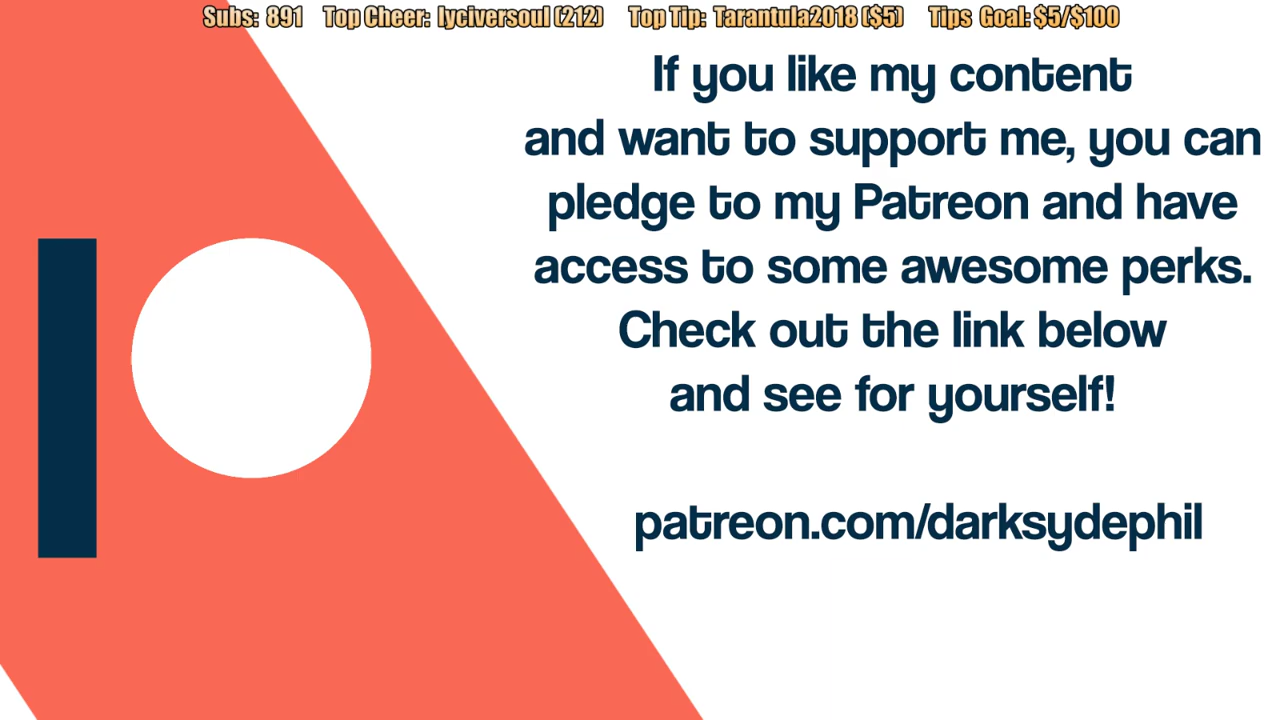 Subs: 891 Top Cheer: lyciversoul (212) Top Tip: Tarantula2018 ($5) Tips Goal: $5/$100
If you like my content
and want to support me, you can
pledge to my Patreon and have
access to some awesome perks.
Check out the link below
and see for yourself!
patreon.com/darksydephil